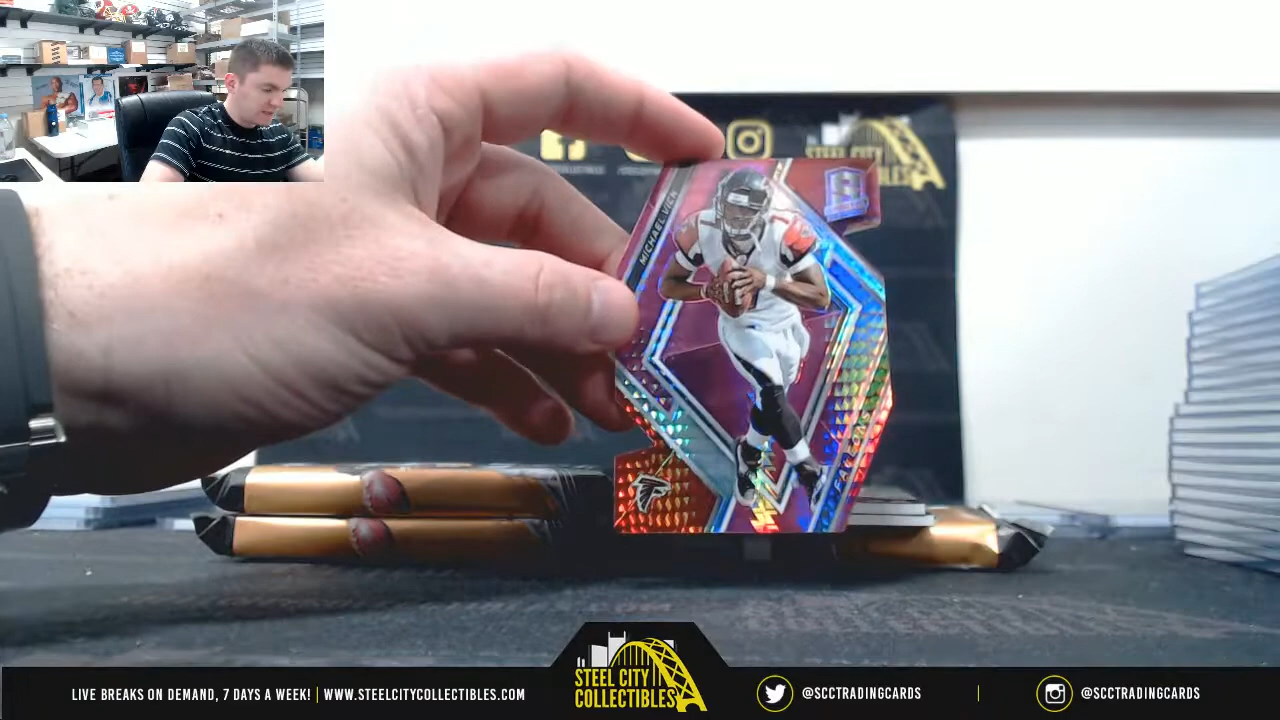 STEEL CITY
COLLECTIBLES
MICHAEL VICK
FALCONS
LIVE BREAKS ON DEMAND, 7 DAYS A WEEK! | WWW.STEELCITYCOLLECTIBLES.COM
STEEL CITY
COLLECTIBLES
@SCCTRADINGCARDS
@SCCTRADINGCARDS